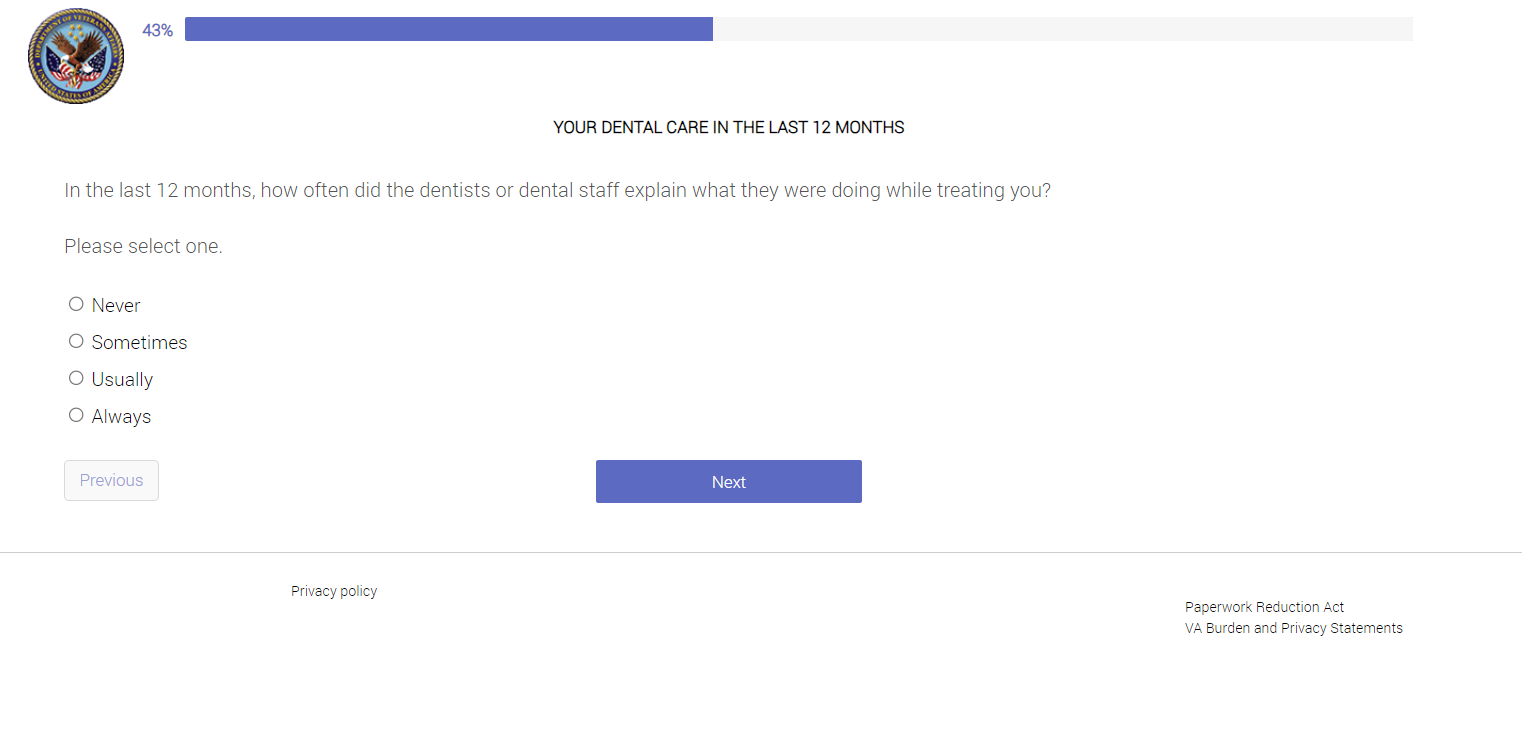 43%
YOUR DENTAL CARE IN THE LAST 12 MONTHS
In the last 12 months, how often did the dentists or dental staff explain what they were doing while treating you?
Please select one.
Never
Sometimes
Usually
Always
Previous
Next
Privacy policy
Paperwork Reduction Act
VA Burden and Privacy Statements